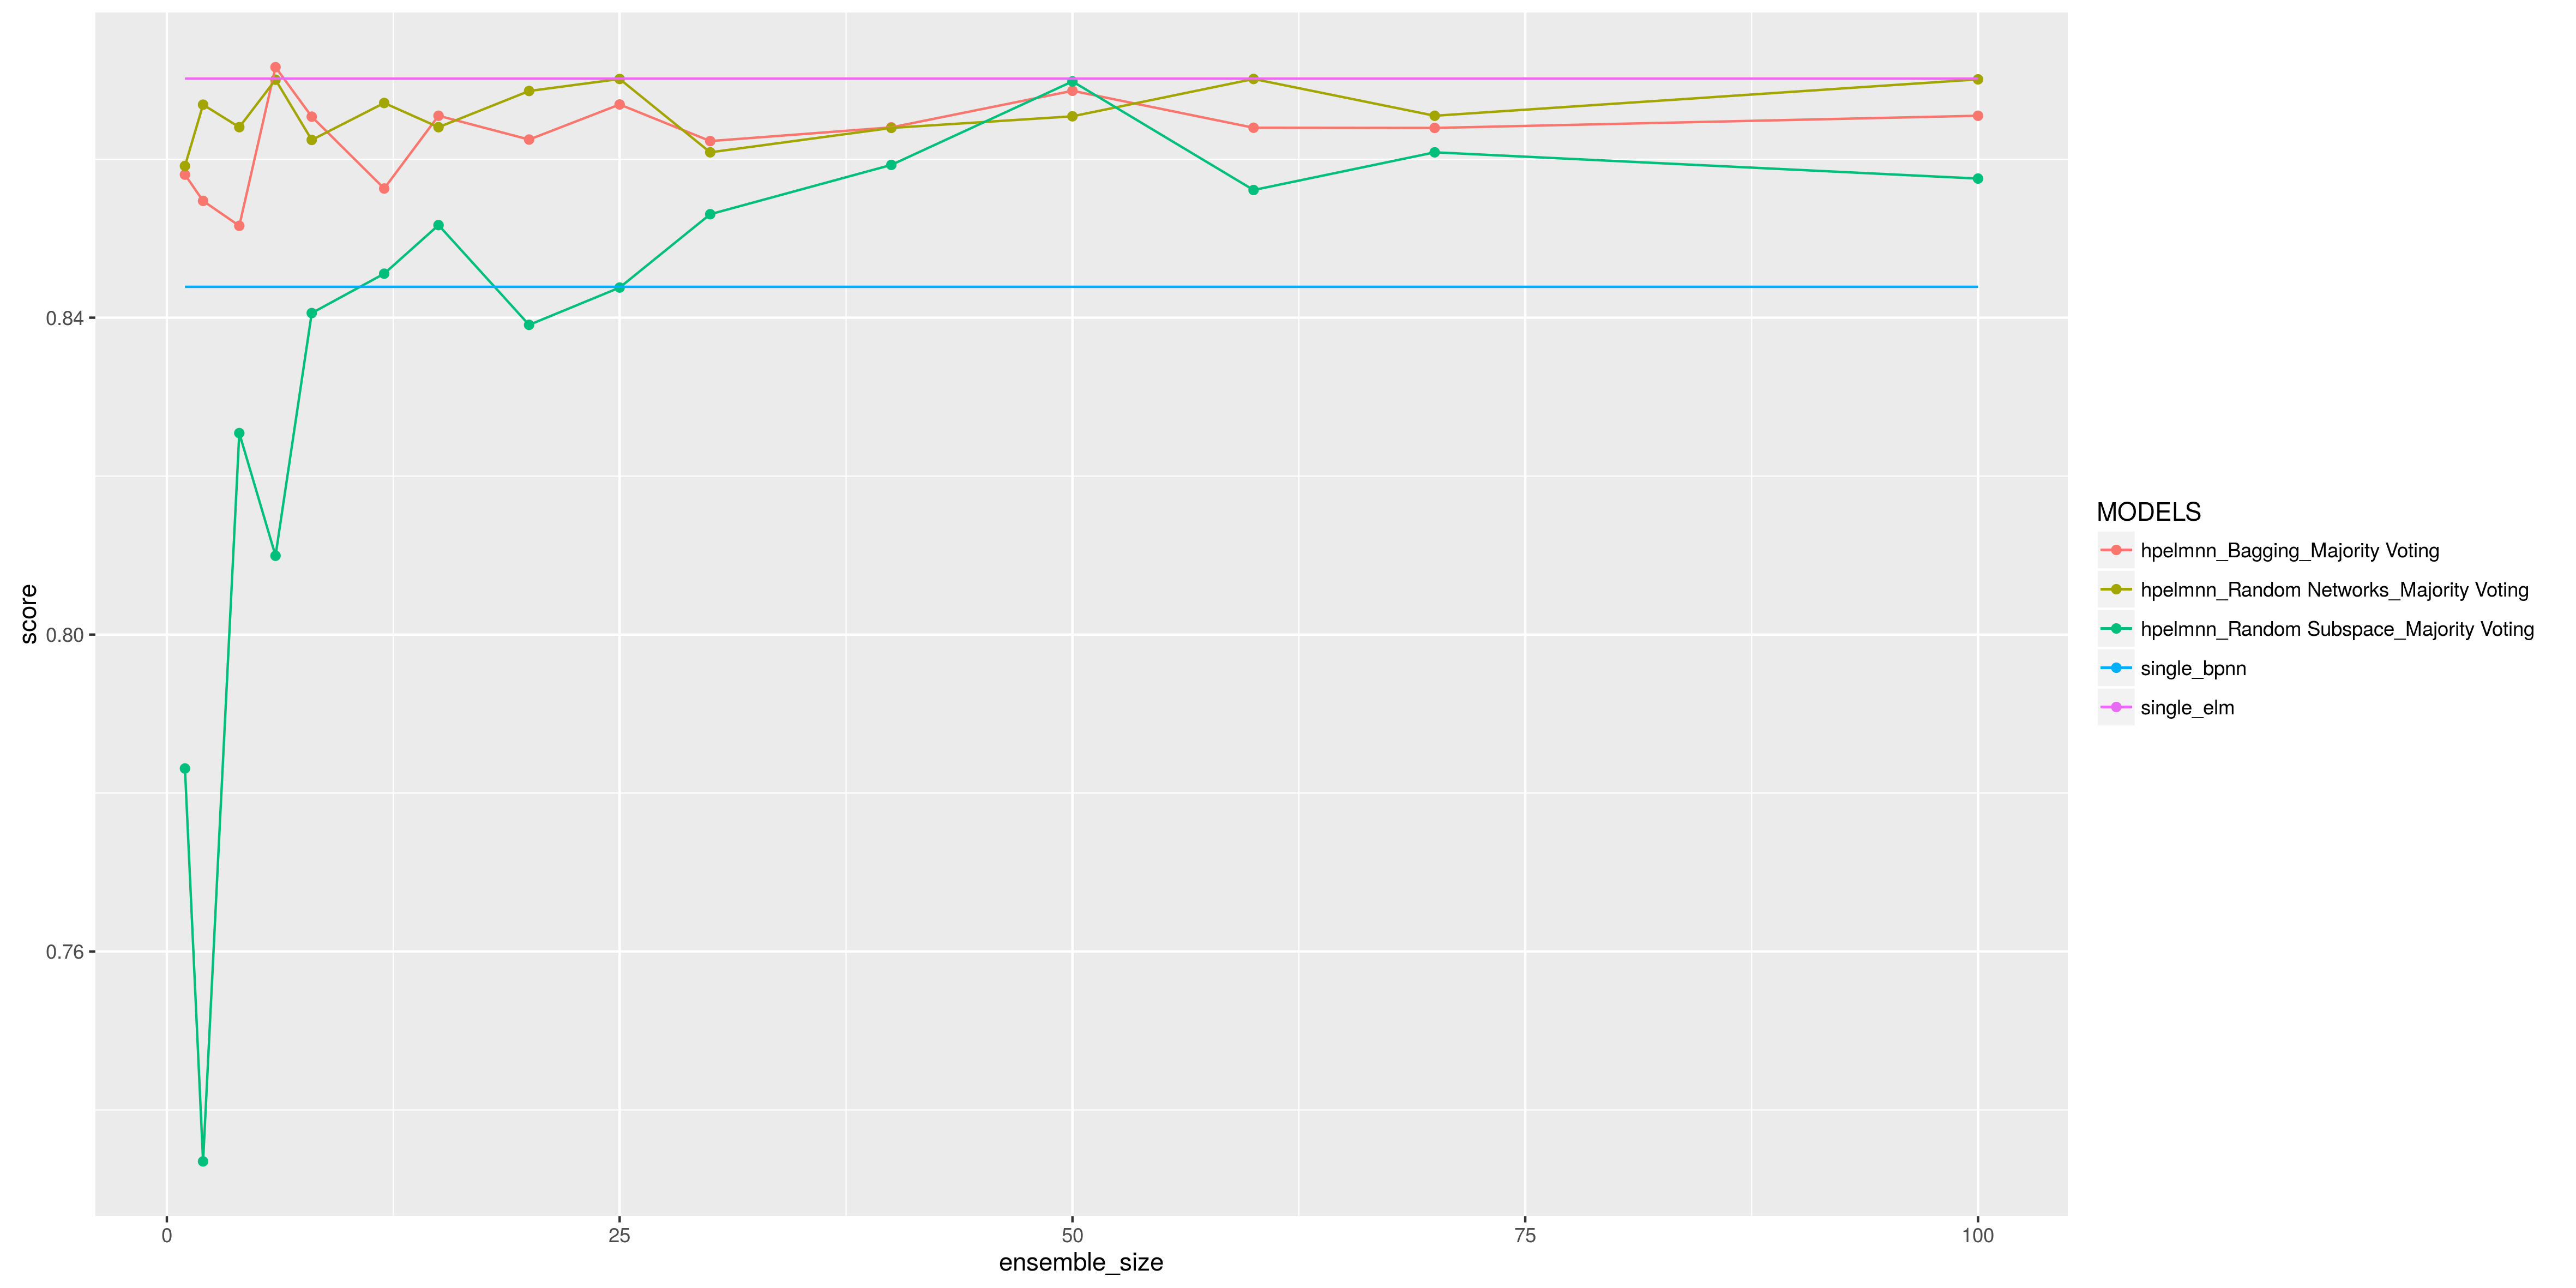 score
0.84
0.80
0.76
0
25
50
75
100
ensemble_size
MODELS
hpelmnn_Bagging_Majority Voting
hpelmnn_Random Networks_Majority Voting
hpelmnn_Random Subspace_Majority Voting
single_bpnn
single_elm